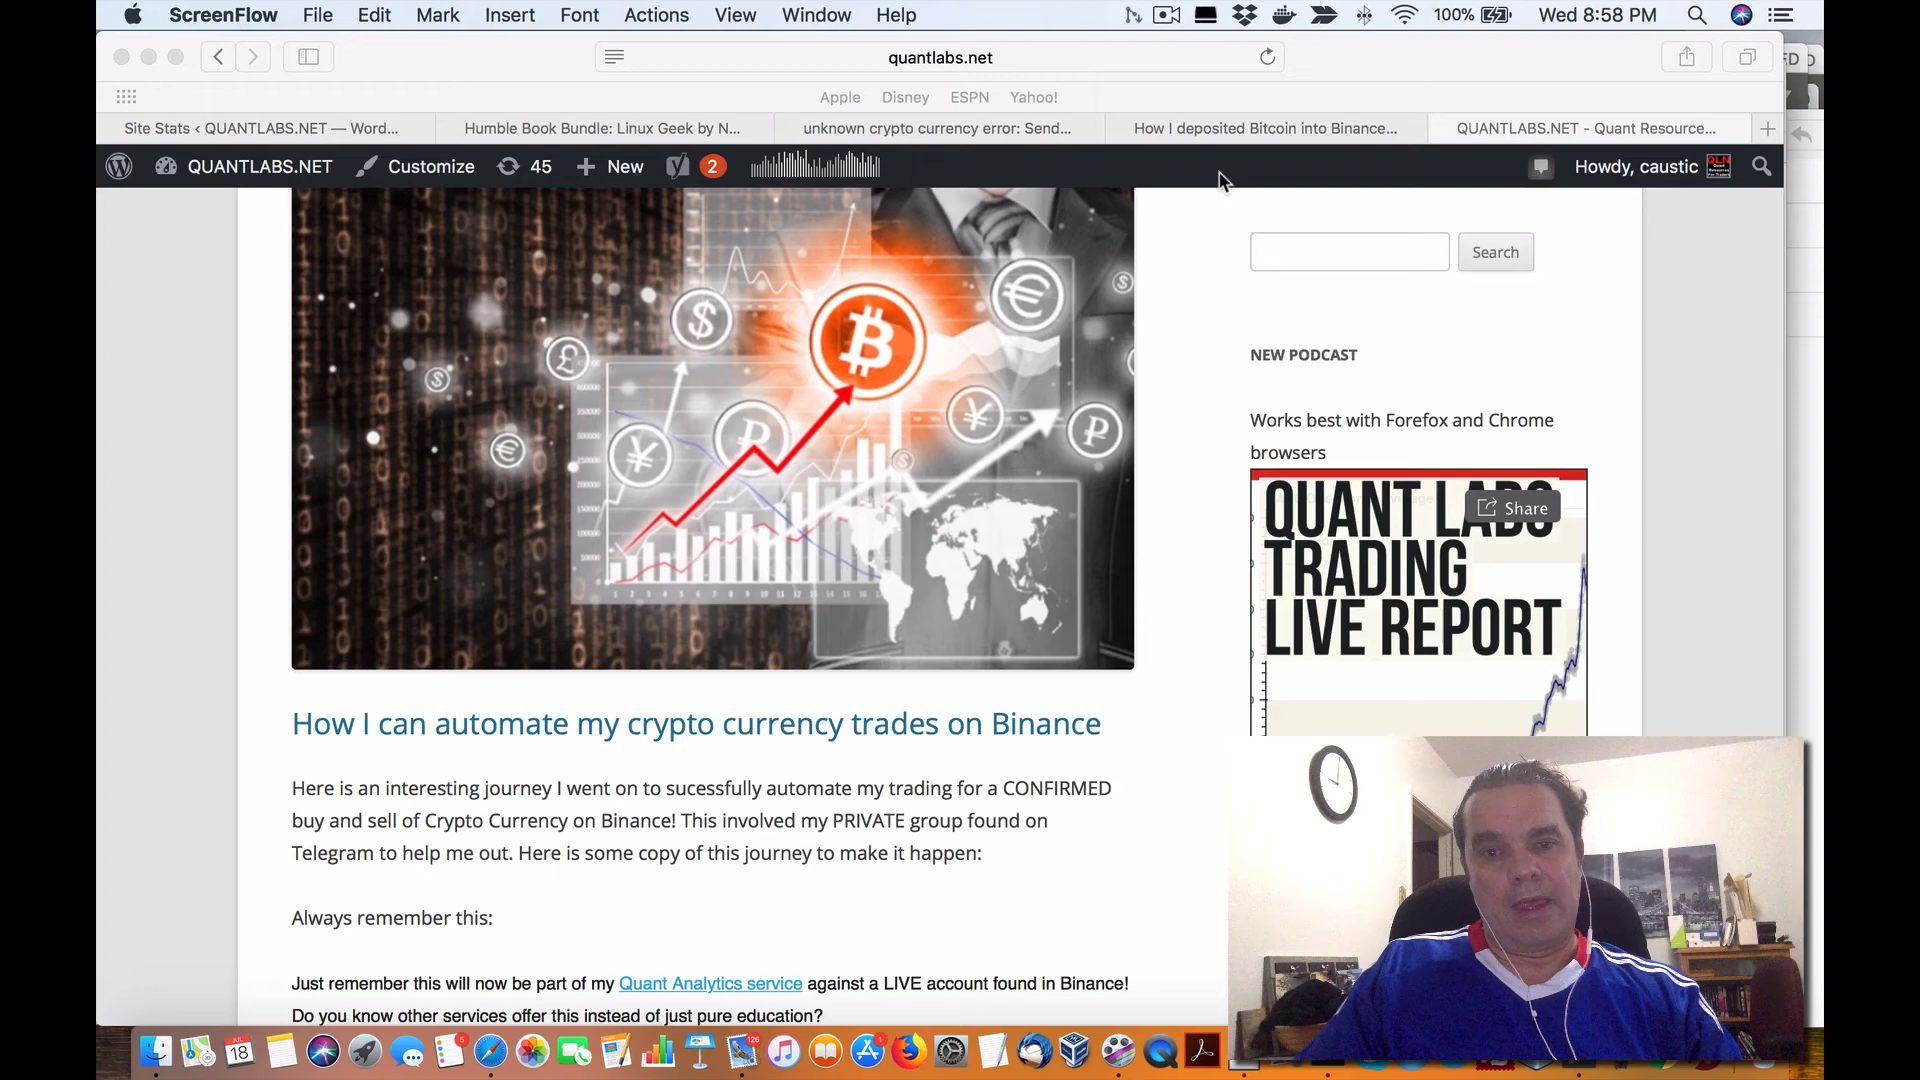 ScreenFlow File Edit Mark Insert Font Actions View Window Help 100% Wed 8:58 PM
quantlabs.net
Apple Disney ESPN Yahoo!
Site Stats ‹ QUANTLABS.NET — Word... Humble Book Bundle: Linux Geek by N... unknown crypto currency error: Send... How I deposited Bitcoin into Binance... QUANTLABS.NET - Quant Resource... +
QUANTLABS.NET Customize 45 + New 2 Howdy, caustic
Search
NEW PODCAST
Works best with Forefox and Chrome
browsers
QUANT LABS
Share
TRADING
LIVE REPORT
How I can automate my crypto currency trades on Binance
Here is an interesting journey I went on to sucessfully automate my trading for a CONFIRMED
buy and sell of Crypto Currency on Binance! This involved my PRIVATE group found on
Telegram to help me out. Here is some copy of this journey to make it happen:
Always remember this:
Just remember this will now be part of my Quant Analytics service against a LIVE account found in Binance!
Do you know other services offer this instead of just pure education?
JUL
18
5
126
1